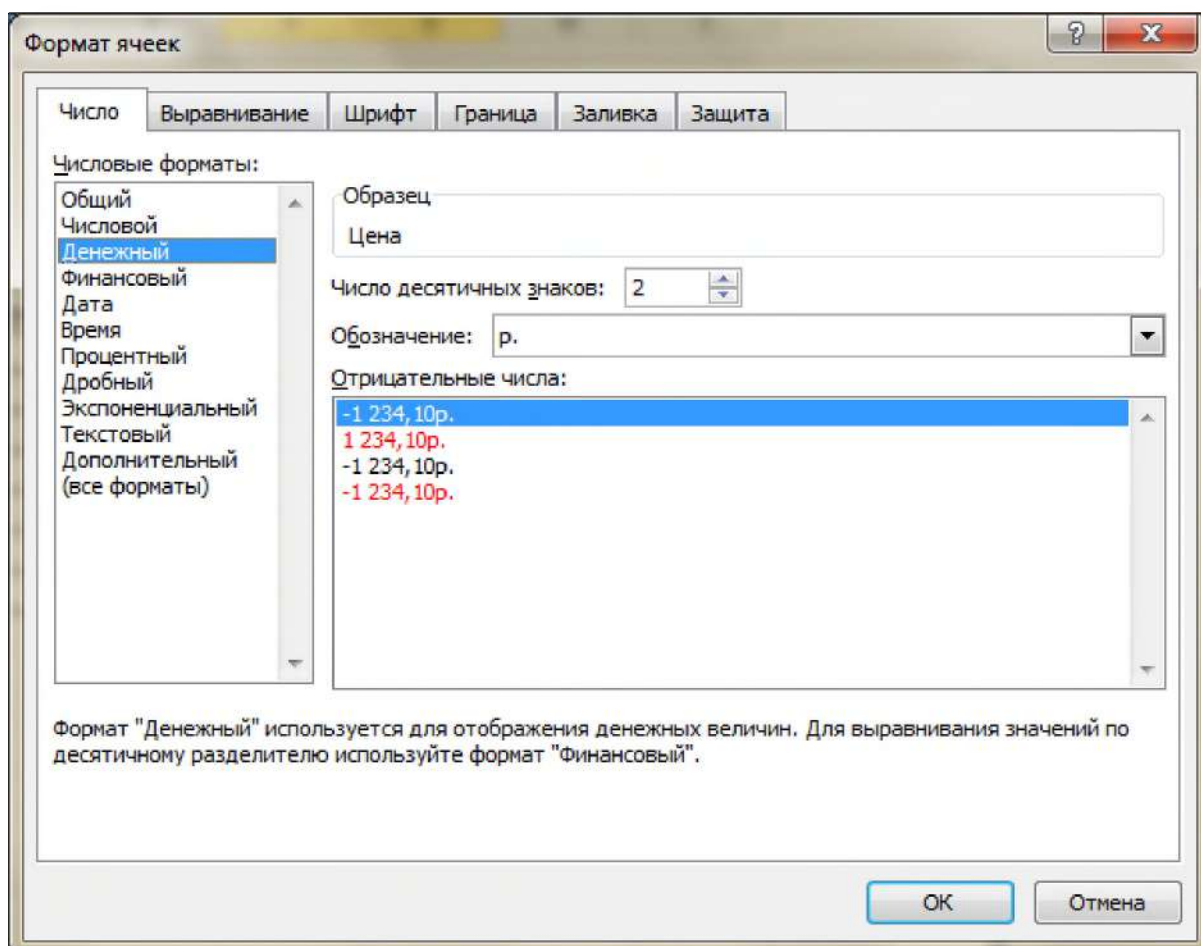 Формат ячеек
Число
Выравнивание
Шрифт
Граница
Заливка
Защита
Числовые форматы:
Общий
Числовой
Денежный
Финансовый
Дата
Время
Процентный
Дробный
Экспоненциальный
Текстовый
Дополнительный
(все форматы)
Образец
Цена
Число десятичных знаков: 2
Обозначение: р.
Отрицательные числа:
-1 234,10р.
1 234,10р.
-1 234,10р.
-1 234,10р.
Формат "Денежный" используется для отображения денежных величин. Для выравнивания значений по
десятичному разделителю используйте формат "Финансовый".
ОК
Отмена